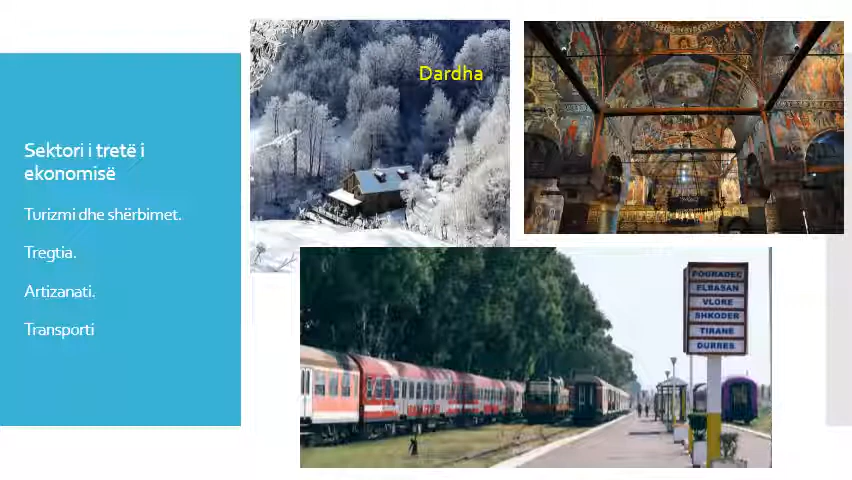 Sektori i tretë i
ekonomisë
Turizmi dhe shërbimet.
Tregtia.
Artizanati.
Transporti
Dardha
POGRADEC
ELBASAN
VLORE
SHKODER
TIRANE
DURRES